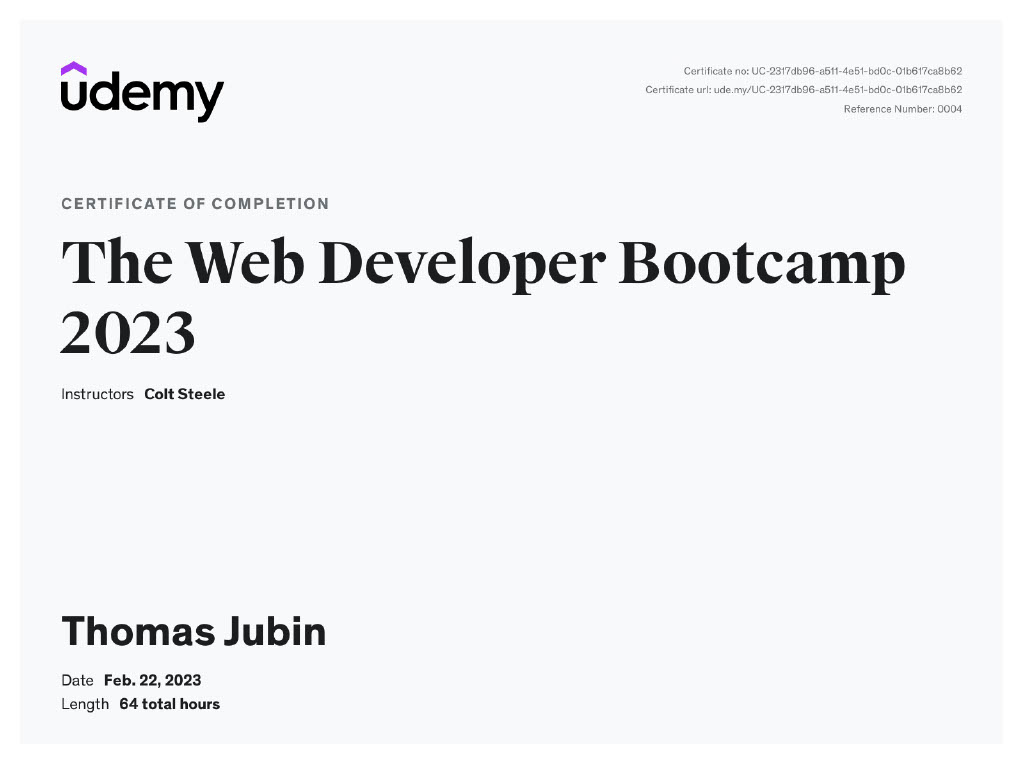 udemy
Certificate no: UC-2317db96-a511-4e51-bd0c-01b617ca8b62
Certificate url: ude.my/UC-2317db96-a511-4e51-bd0c-01b617ca8b62
Reference Number: 0004
CERTIFICATE OF COMPLETION
The Web Developer Bootcamp
2023
Instructors Colt Steele
Thomas Jubin
Date Feb. 22, 2023
Length 64 total hours